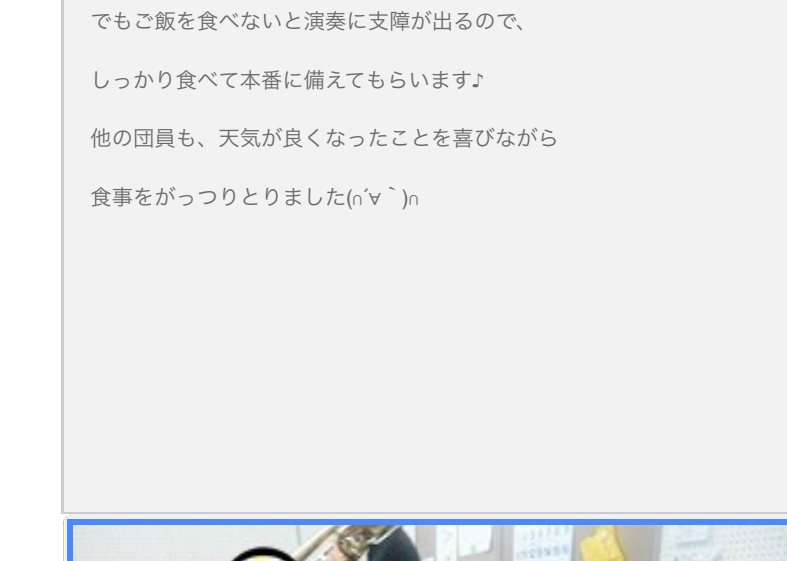 でもご飯を食べないと演奏に支障が出るので、
しっかり食べて本番に備えてもらいます♪
他の団員も、天気が良くなったことを喜びながら
食事をがっつりとりました(∩´∀｀)∩